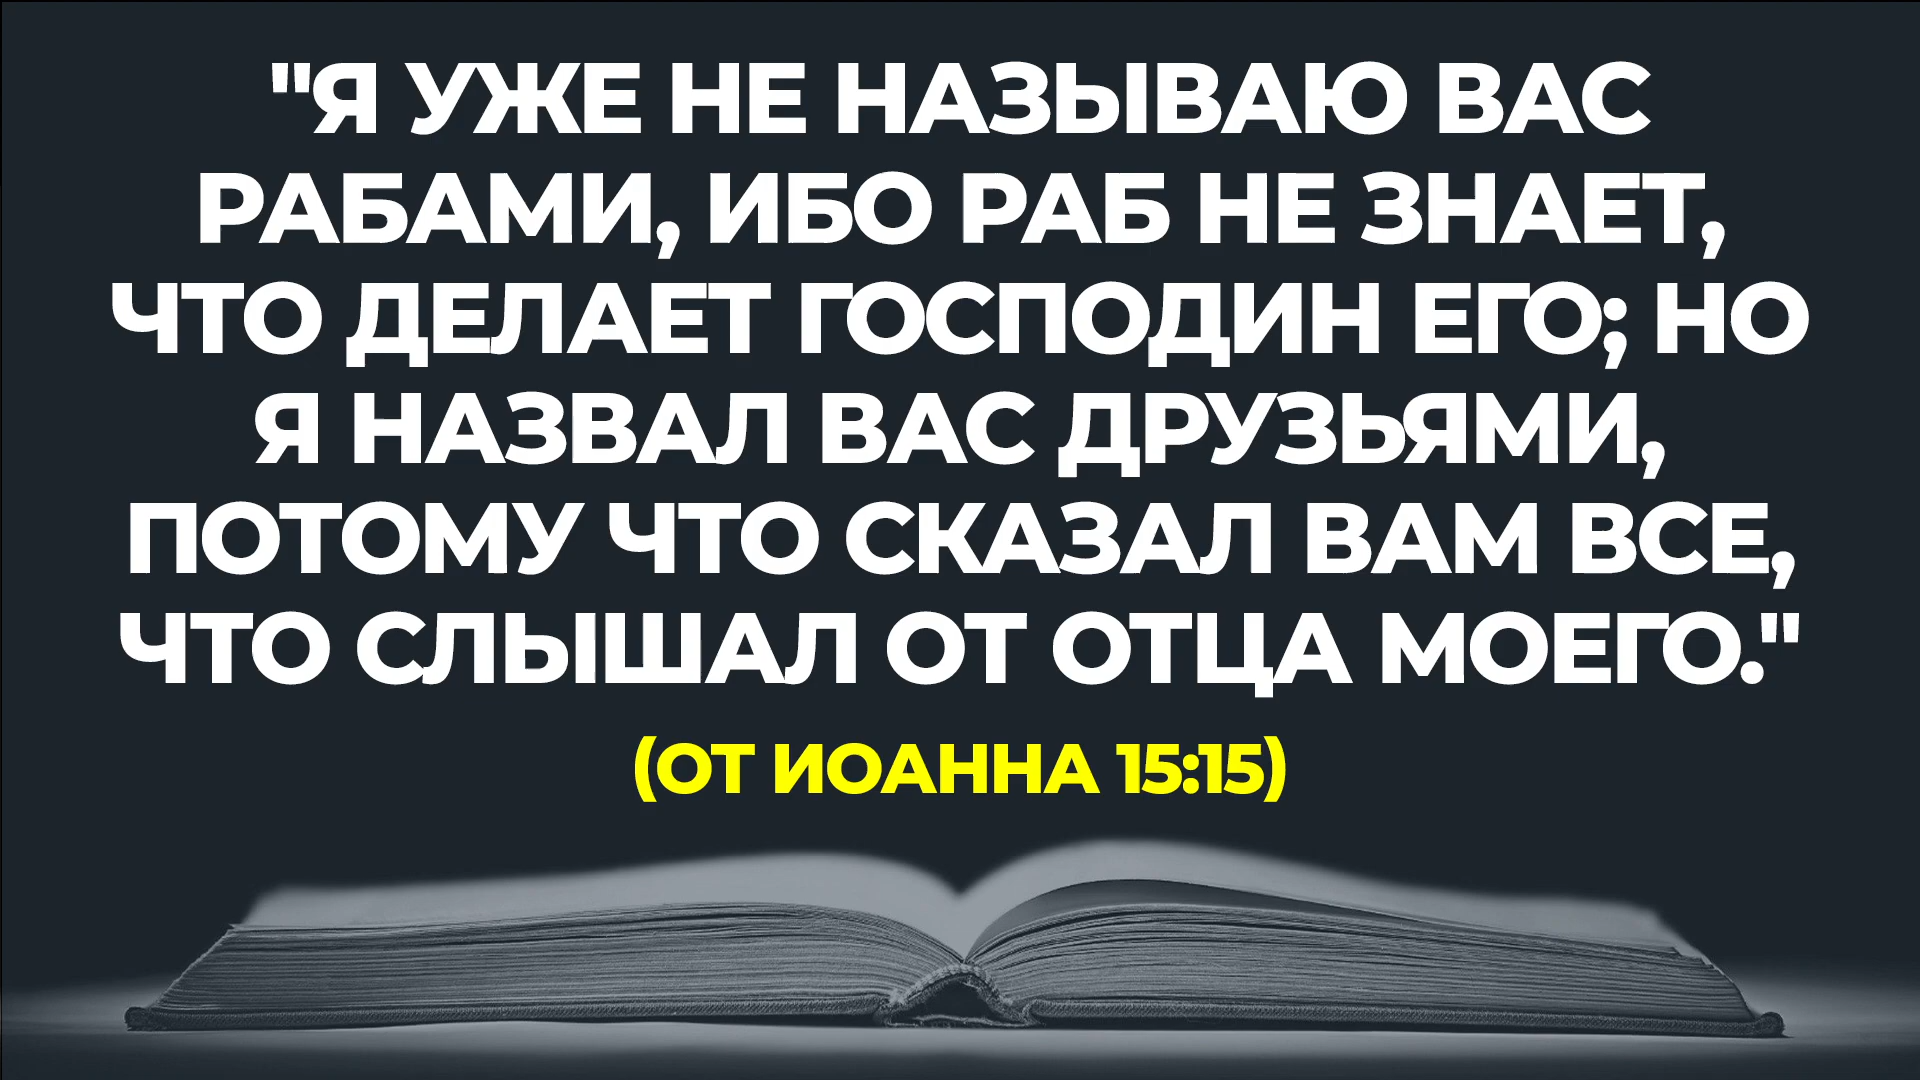 "Я УЖЕ НЕ НАЗЫВАЮ ВАС
РАБАМИ, ИБО РАБ НЕ ЗНАЕТ,
ЧТО ДЕЛАЕТ ГОСПОДИН ЕГО; НО
Я НАЗВАЛ ВАС ДРУЗЬЯМИ,
ПОТОМУ ЧТО СКАЗАЛ ВАМ ВСЕ,
ЧТО СЛЫШАЛ ОТ ОТЦА МОЕГО."
(ОТ ИОАННА 15:15)